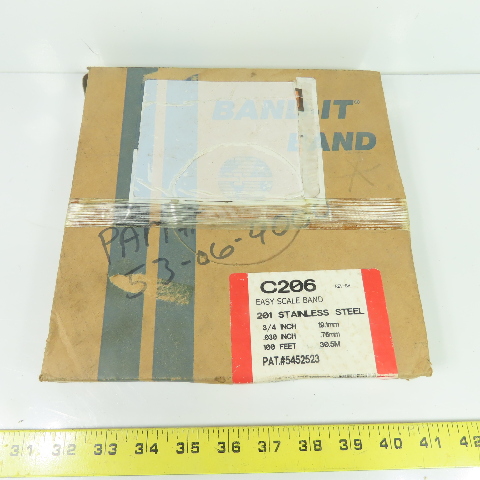 BAND-IT®
BAND
PART#
53-06-40
C206
EASY SCALE BAND
201 STAINLESS STEEL
3/4 INCH 19.1mm
.030 INCH .76mm
100 FEET 30.5M
PAT.#5452523
31 32 33 34 35 36 37 38 39 40 41 42